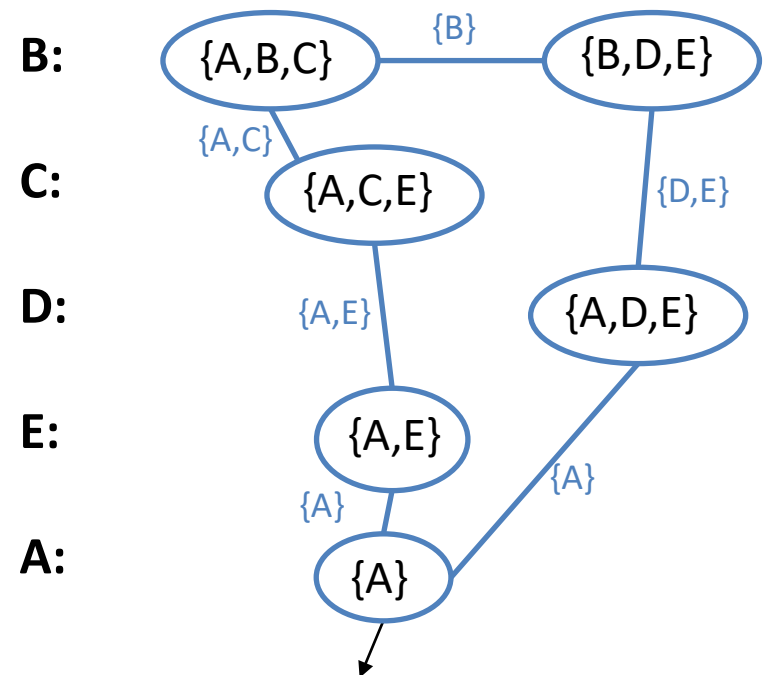 B: {A,B,C} {B} {B,D,E}
{A,C}
C: {A,C,E} {D,E}
D: {A,E} {A,D,E}
E: {A,E}
{A} {A}
A: {A}